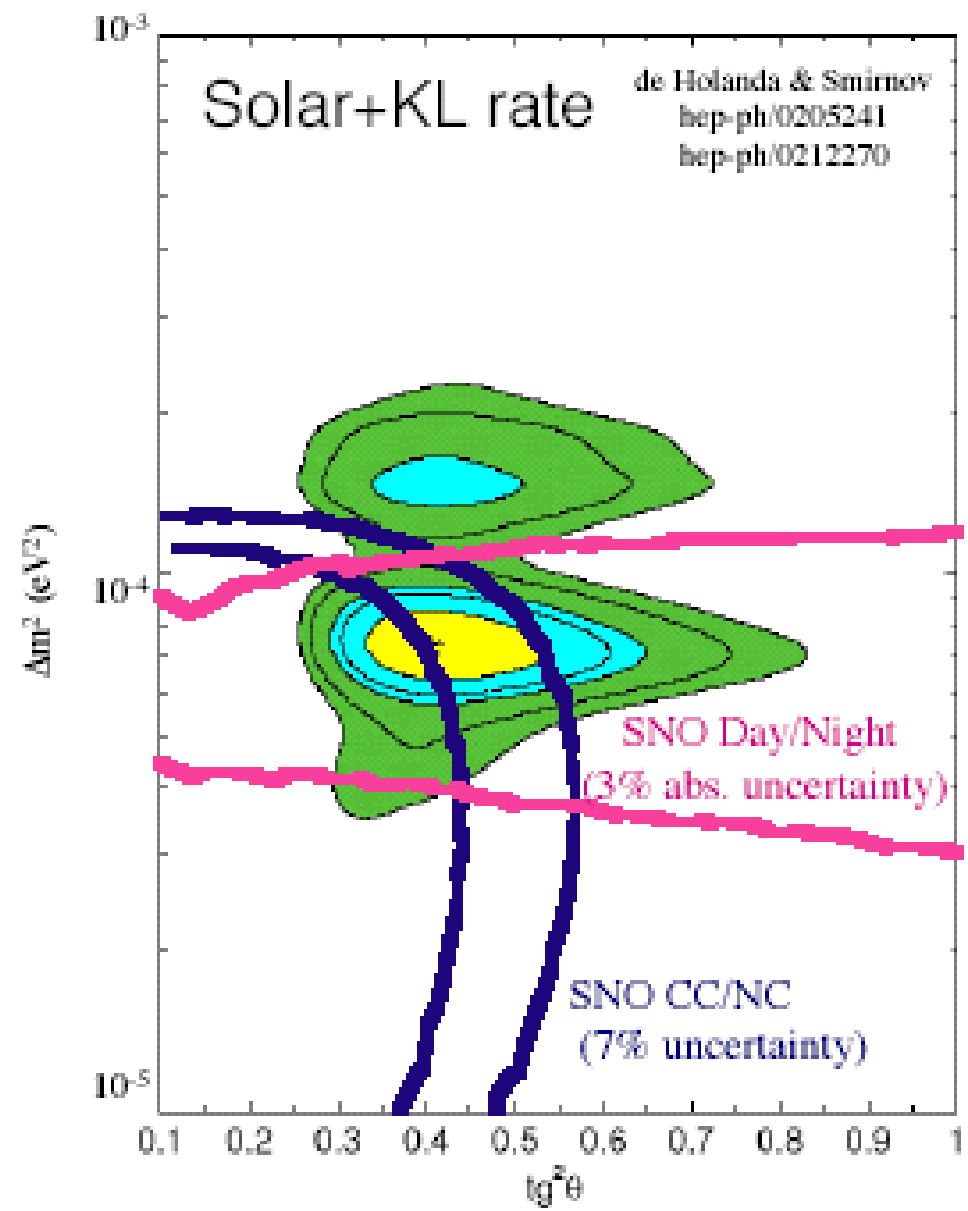 10⁻³
Solar+KL rate
de Holanda & Smirnov
hep-ph/0205241
hep-ph/0212270
Δm² (eV²)
10⁻⁴
SNO Day/Night
(3% abs. uncertainty)
SNO CC/NC
(7% uncertainty)
10⁻⁵
0.1 0.2 0.3 0.4 0.5 0.6 0.7 0.8 0.9 1
tg²θ